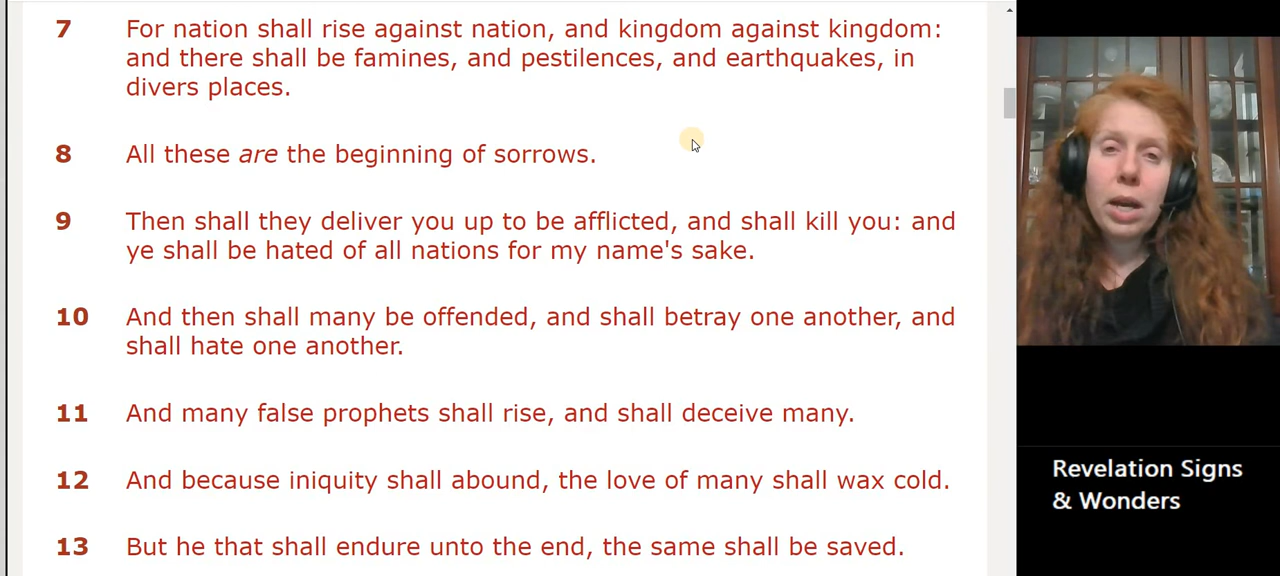 7 For nation shall rise against nation, and kingdom against kingdom:
and there shall be famines, and pestilences, and earthquakes, in
divers places.
8 All these are the beginning of sorrows.
9 Then shall they deliver you up to be afflicted, and shall kill you: and
ye shall be hated of all nations for my name's sake.
10 And then shall many be offended, and shall betray one another, and
shall hate one another.
11 And many false prophets shall rise, and shall deceive many.
12 And because iniquity shall abound, the love of many shall wax cold.
13 But he that shall endure unto the end, the same shall be saved.
Revelation Signs
& Wonders